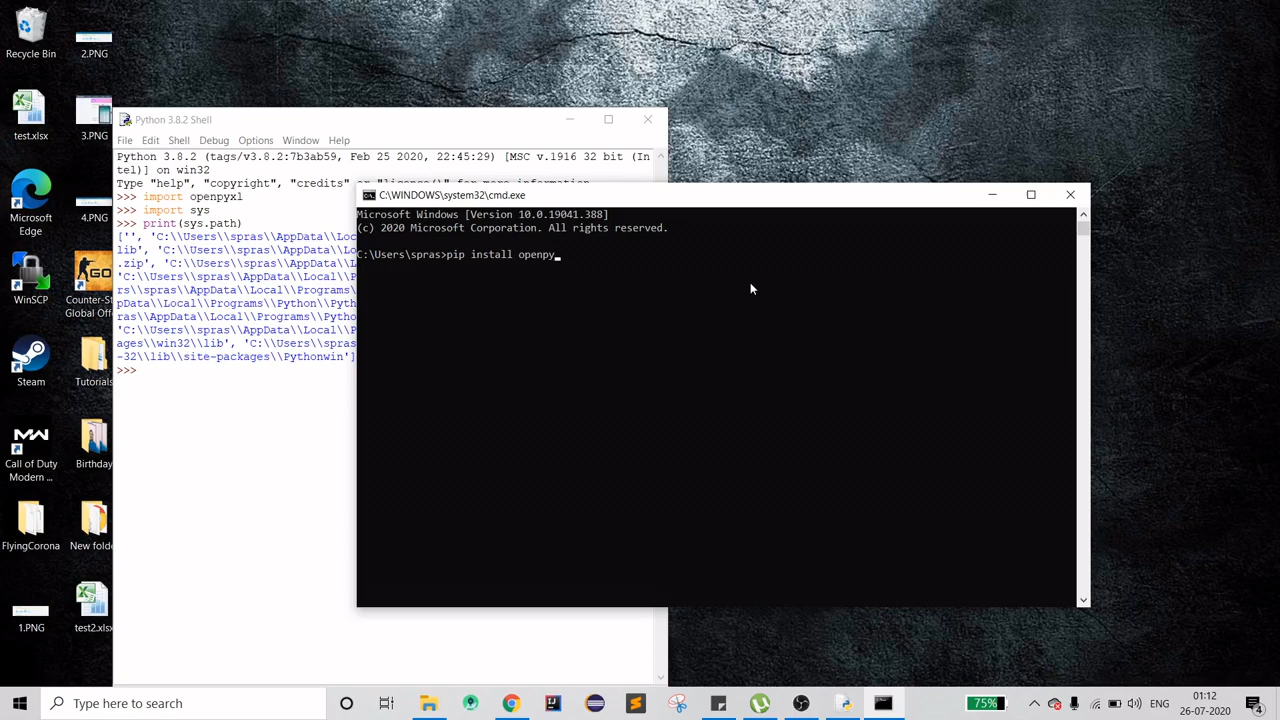 Recycle Bin
2.PNG
test.xlsx
3.PNG
Microsoft
Edge
4.PNG
WinSCP
Counter-St
Global Off
Steam
Tutorials
Call of Duty
Modern ...
Birthday
FlyingCorona
New folde
1.PNG
test2.xlsx
Python 3.8.2 Shell
File Edit Shell Debug Options Window Help
Python 3.8.2 (tags/v3.8.2:7b3ab59, Feb 25 2020, 22:45:29) [MSC v.1916 32 bit (In
tel)] on win32
Type "help", "copyright", "credits" or "license()" for more information.
>>> import openpyxl
>>> import sys
>>> print(sys.path)
['', 'C:\\Users\\spras\\AppData\\Loc
lib', 'C:\\Users\\spras\\AppData\\Lo
.zip', 'C:\\Users\\spras\\AppData\\L
'C:\\Users\\spras\\AppData\\Local\\P
rs\\spras\\AppData\\Local\\Programs\
pData\\Local\\Programs\\Python\\Pyth
ras\\AppData\\Local\\Programs\\Pytho
'C:\\Users\\spras\\AppData\\Local\\P
ages\\win32\\lib', 'C:\\Users\\spras
-32\\lib\\site-packages\\Pythonwin']
>>>
C:\WINDOWS\system32\cmd.exe
Microsoft Windows [Version 10.0.19041.388]
(c) 2020 Microsoft Corporation. All rights reserved.
C:\Users\spras>pip install openpy
Type here to search
75%
ENG
01:12
26-07-2020
4